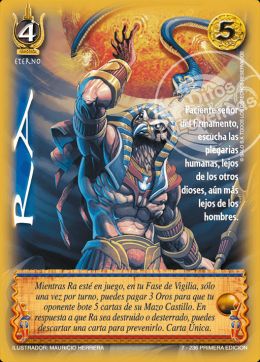 4
5
ETERNO
RA
Paciente señor
del firmamento,
escucha las
plegarias
humanas, lejos
de los otros
dioses, aún más
lejos de los
hombres.
Mientras Ra esté en juego, en tu Fase de Vigilia, sólo
una vez por turno, puedes pagar 3 Oros para que tu
oponente bote 5 cartas de su Mazo Castillo. En
respuesta a que Ra sea destruido o desterrado, puedes
descartar una carta para prevenirlo. Carta Única.
ILUSTRADOR: MAURICIO HERRERA
7 - 236 PRIMERA EDICION